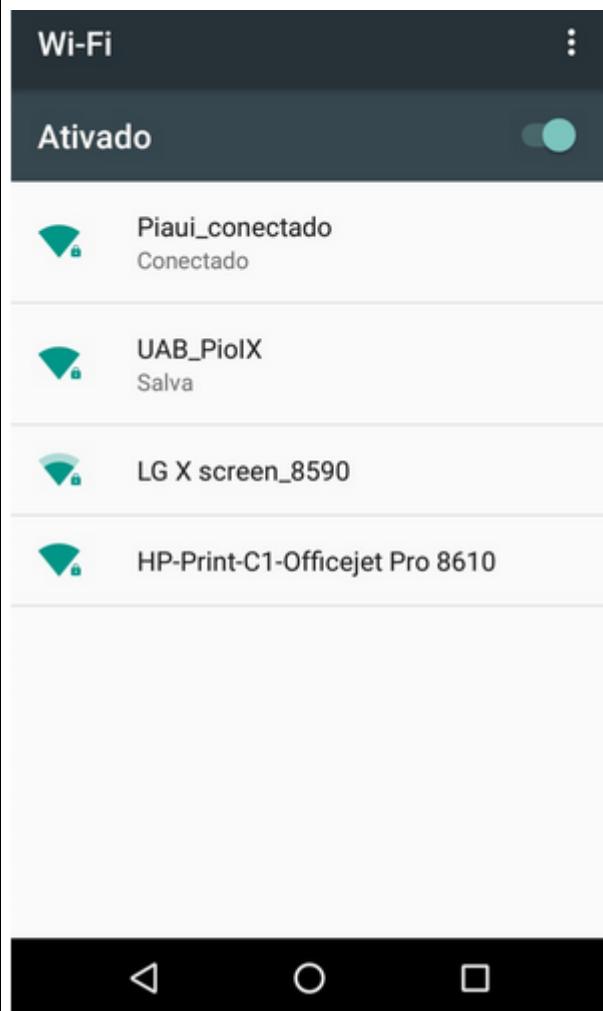 Wi-Fi
Ativado
Piaui_conectado
Conectado
UAB_PioIX
Salva
LG X screen_8590
HP-Print-C1-Officejet Pro 8610